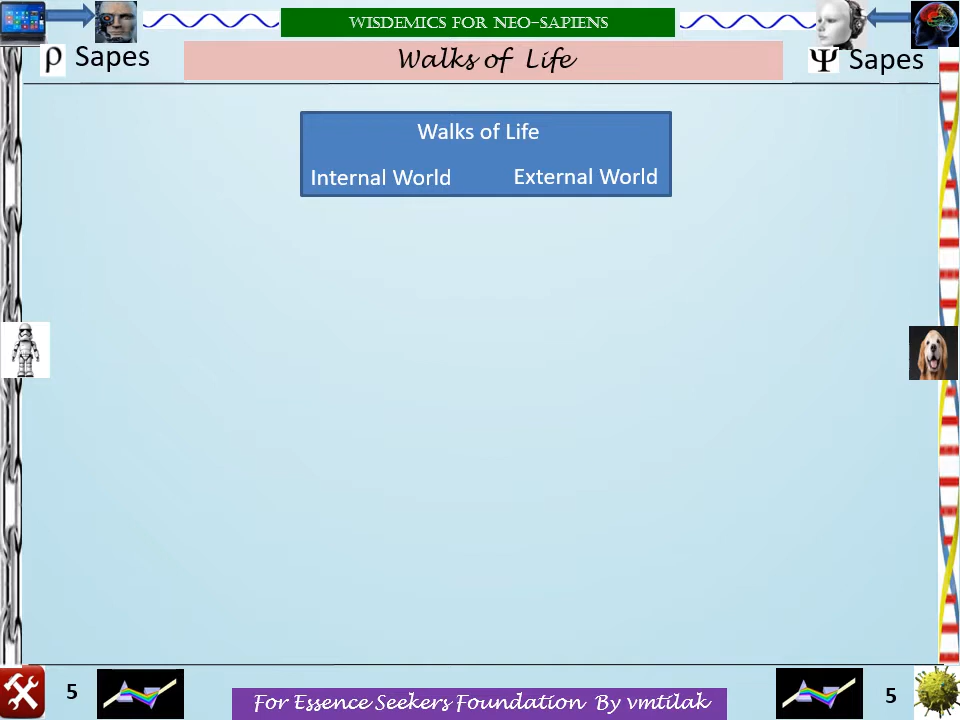 WISDEMICS FOR NEO-SAPIENS
ρ Sapes
Walks of Life
Ψ Sapes
Walks of Life
Internal World External World
5
For Essence Seekers Foundation By vmtilak
5